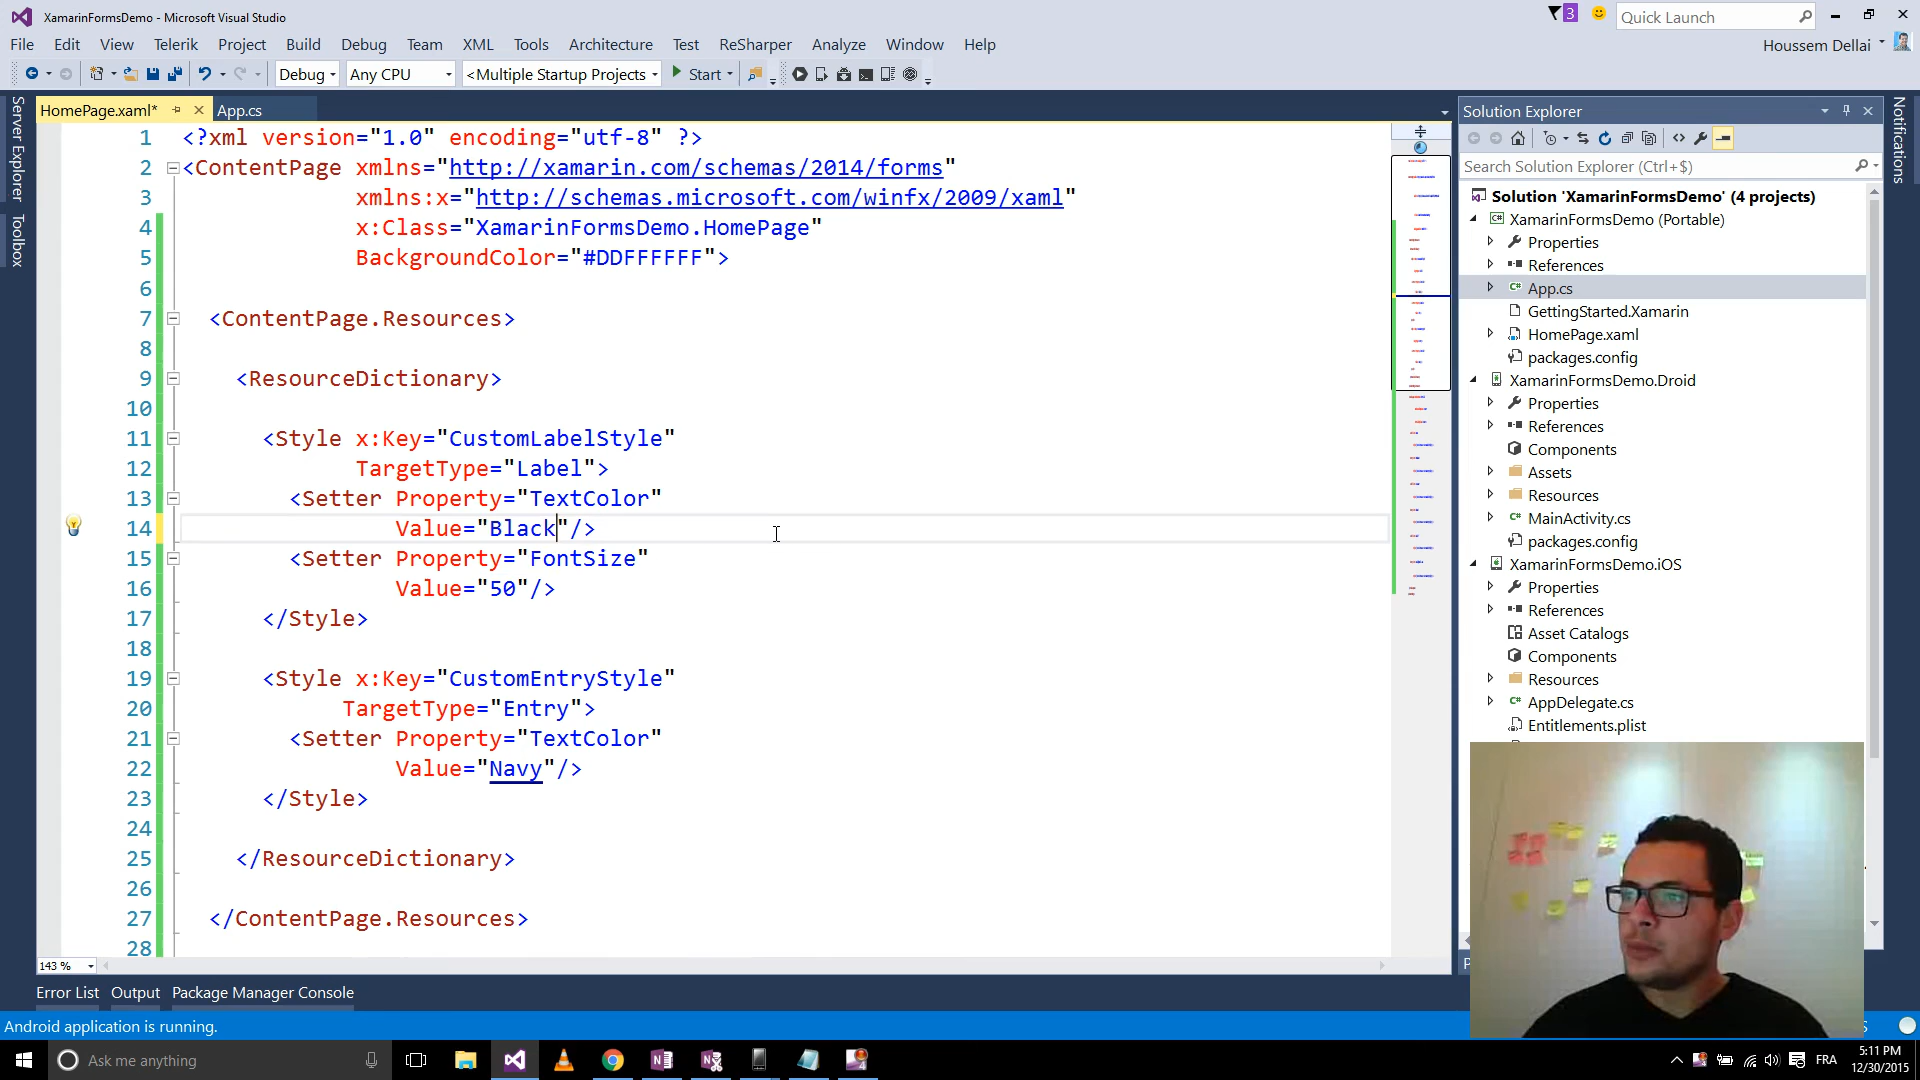 XamarinFormsDemo - Microsoft Visual Studio
3
Quick Launch
File Edit View Telerik Project Build Debug Team XML Tools Architecture Test ReSharper Analyze Window Help
Houssem Dellai
Debug Any CPU <Multiple Startup Projects Start
Server Explorer
Toolbox
HomePage.xaml* App.cs
1 <?xml version="1.0" encoding="utf-8" ?>
2 <ContentPage xmlns="http://xamarin.com/schemas/2014/forms"
3 xmlns:x="http://schemas.microsoft.com/winfx/2009/xaml"
4 x:Class="XamarinFormsDemo.HomePage"
5 BackgroundColor="#DDFFFFFF">
6
7 <ContentPage.Resources>
8
9 <ResourceDictionary>
10
11 <Style x:Key="CustomLabelStyle"
12 TargetType="Label">
13 <Setter Property="TextColor"
14 Value="Black"/>
15 <Setter Property="FontSize"
16 Value="50"/>
17 </Style>
18
19 <Style x:Key="CustomEntryStyle"
20 TargetType="Entry">
21 <Setter Property="TextColor"
22 Value="Navy"/>
23 </Style>
24
25 </ResourceDictionary>
26
27 </ContentPage.Resources>
28
143 %
Solution Explorer
Search Solution Explorer (Ctrl+$)
Solution 'XamarinFormsDemo' (4 projects)
XamarinFormsDemo (Portable)
Properties
References
App.cs
GettingStarted.Xamarin
HomePage.xaml
packages.config
XamarinFormsDemo.Droid
Properties
References
Components
Assets
Resources
MainActivity.cs
packages.config
XamarinFormsDemo.iOS
Properties
References
Asset Catalogs
Components
Resources
AppDelegate.cs
Entitlements.plist
Notifications
Error List Output Package Manager Console
Android application is running.
Ask me anything
FRA
5:11 PM
12/30/2015